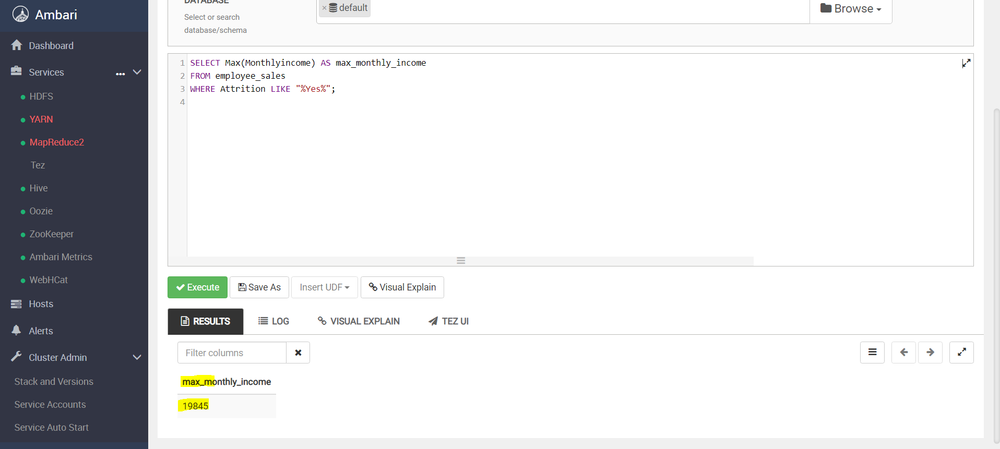 Ambari
Dashboard
Services ...
HDFS
YARN
MapReduce2
Tez
Hive
Oozie
ZooKeeper
Ambari Metrics
WebHCat
Hosts
Alerts
Cluster Admin
Stack and Versions
Service Accounts
Service Auto Start
DATABASE
Select or search
database/schema
× default
Browse
1 SELECT Max(Monthlyincome) AS max_monthly_income
2 FROM employee_sales
3 WHERE Attrition LIKE "%Yes%";
4
Execute Save As Insert UDF Visual Explain
RESULTS LOG VISUAL EXPLAIN TEZ UI
Filter columns
max_monthly_income
19845